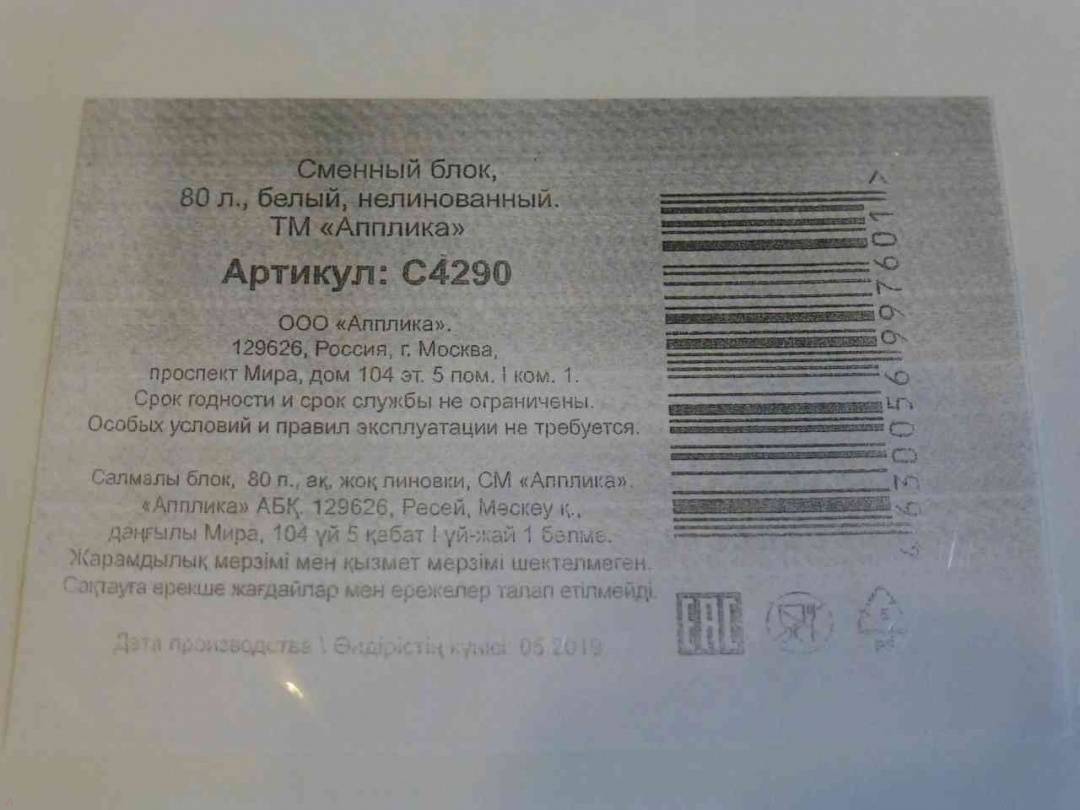 Сменный блок,
80 л., белый, нелинованный.
ТМ «Апплика»
Артикул: С4290
ООО «Апплика».
129626, Россия, г. Москва,
проспект Мира, дом 104 эт. 5 пом. I ком. 1.
Срок годности и срок службы не ограничены.
Особых условий и правил эксплуатации не требуется.
Салмалы блок, 80 п., ақ, жоқ линовки, СМ «Апплика».
«Апплика» АБҚ, 129626, Ресей, Мәскеу қ.,
даңғылы Мира, 104 үй 5 қабат I үй-жай 1 бөлме.
Жарамдылық мерзімі мен қызмет мерзімі шектелмеген.
Сақтауға ерекше жағдайлар мен ережелер талап етілмейді.
Дата производства \ Өндірістің күнісі: 05.2019
4630056997601 >
EAC